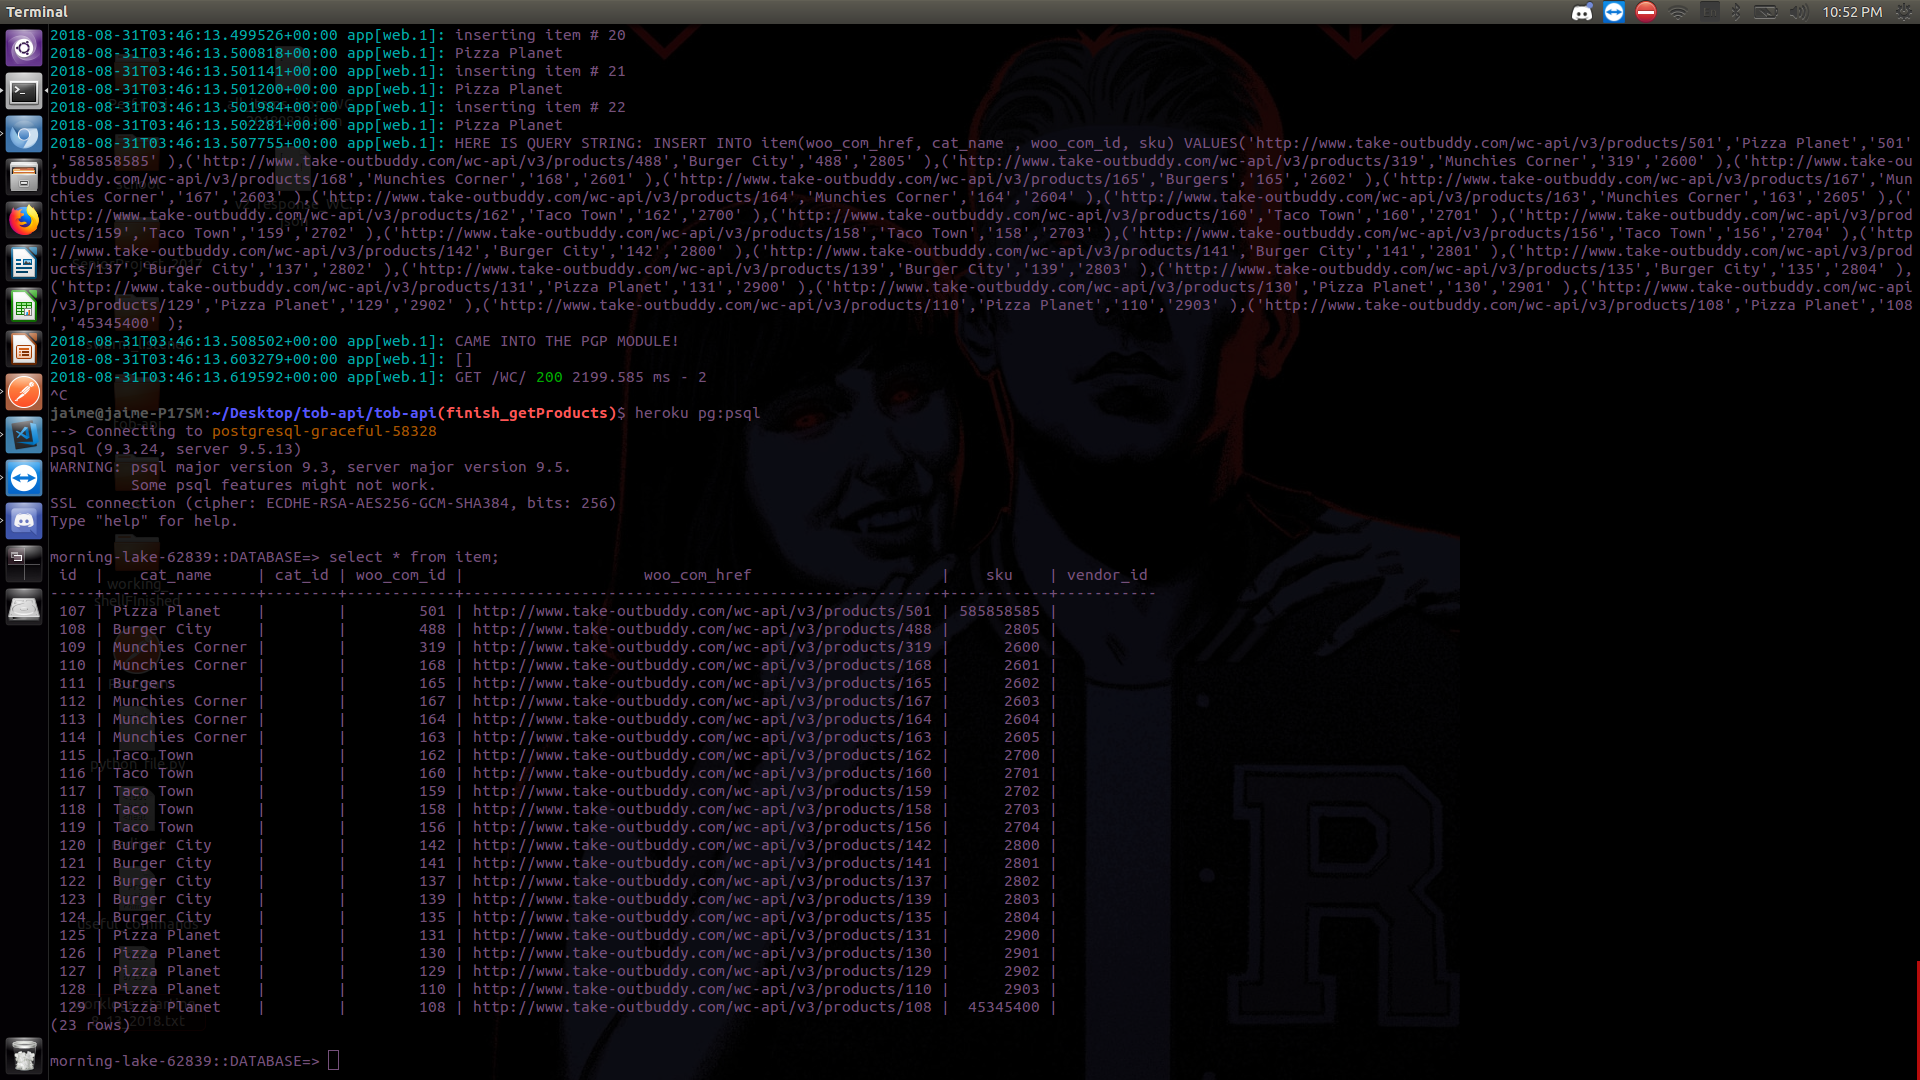 Terminal
10:52 PM
2018-08-31T03:46:13.499526+00:00 app[web.1]: inserting item # 20
2018-08-31T03:46:13.500818+00:00 app[web.1]: Pizza Planet
2018-08-31T03:46:13.501141+00:00 app[web.1]: inserting item # 21
2018-08-31T03:46:13.501200+00:00 app[web.1]: Pizza Planet
2018-08-31T03:46:13.501984+00:00 app[web.1]: inserting item # 22
2018-08-31T03:46:13.502281+00:00 app[web.1]: Pizza Planet
2018-08-31T03:46:13.507755+00:00 app[web.1]: HERE IS QUERY STRING: INSERT INTO item(woo_com_href, cat_name , woo_com_id, sku) VALUES('http://www.take-outbuddy.com/wc-api/v3/products/501','Pizza Planet','501'
,'585858585' ),('http://www.take-outbuddy.com/wc-api/v3/products/488','Burger City','488','2805' ),('http://www.take-outbuddy.com/wc-api/v3/products/319','Munchies Corner','319','2600' ),('http://www.take-o
utbuddy.com/wc-api/v3/products/168','Munchies Corner','168','2601' ),('http://www.take-outbuddy.com/wc-api/v3/products/165','Burgers','165','2602' ),('http://www.take-outbuddy.com/wc-api/v3/products/167','Mun
chies Corner','167','2603' ),('http://www.take-outbuddy.com/wc-api/v3/products/164','Munchies Corner','164','2604' ),('http://www.take-outbuddy.com/wc-api/v3/products/163','Munchies Corner','163','2605' ),('
http://www.take-outbuddy.com/wc-api/v3/products/162','Taco Town','162','2700' ),('http://www.take-outbuddy.com/wc-api/v3/products/160','Taco Town','160','2701' ),('http://www.take-outbuddy.com/wc-api/v3/prod
ucts/159','Taco Town','159','2702' ),('http://www.take-outbuddy.com/wc-api/v3/products/158','Taco Town','158','2703' ),('http://www.take-outbuddy.com/wc-api/v3/products/156','Taco Town','156','2704' ),('http
://www.take-outbuddy.com/wc-api/v3/products/142','Burger City','142','2800' ),('http://www.take-outbuddy.com/wc-api/v3/products/141','Burger City','141','2801' ),('http://www.take-outbuddy.com/wc-api/v3/prod
ucts/137','Burger City','137','2802' ),('http://www.take-outbuddy.com/wc-api/v3/products/139','Burger City','139','2803' ),('http://www.take-outbuddy.com/wc-api/v3/products/135','Burger City','135','2804' ),
('http://www.take-outbuddy.com/wc-api/v3/products/131','Pizza Planet','131','2900' ),('http://www.take-outbuddy.com/wc-api/v3/products/130','Pizza Planet','130','2901' ),('http://www.take-outbuddy.com/wc-api
/v3/products/129','Pizza Planet','129','2902' ),('http://www.take-outbuddy.com/wc-api/v3/products/110','Pizza Planet','110','2903' ),('http://www.take-outbuddy.com/wc-api/v3/products/108','Pizza Planet','108
','45345400' );
2018-08-31T03:46:13.508502+00:00 app[web.1]: CAME INTO THE PGP MODULE!
2018-08-31T03:46:13.603279+00:00 app[web.1]: []
2018-08-31T03:46:13.619592+00:00 app[web.1]: GET /WC/ 200 2199.585 ms - 2
^C
jaime@jaime-P17SM:~/Desktop/tob-api/tob-api(finish_getProducts)$ heroku pg:psql
--> Connecting to postgresql-graceful-58328
psql (9.3.24, server 9.5.13)
WARNING: psql major version 9.3, server major version 9.5.
Some psql features might not work.
SSL connection (cipher: ECDHE-RSA-AES256-GCM-SHA384, bits: 256)
Type "help" for help.
morning-lake-62839::DATABASE=> select * from item;
id | cat_name | cat_id | woo_com_id | woo_com_href | sku | vendor_id
-----+-----------------+--------+------------+-----------------------------------------------------+-----------+-----------
107 | Pizza Planet | | 501 | http://www.take-outbuddy.com/wc-api/v3/products/501 | 585858585 |
108 | Burger City | | 488 | http://www.take-outbuddy.com/wc-api/v3/products/488 | 2805 |
109 | Munchies Corner | | 319 | http://www.take-outbuddy.com/wc-api/v3/products/319 | 2600 |
110 | Munchies Corner | | 168 | http://www.take-outbuddy.com/wc-api/v3/products/168 | 2601 |
111 | Burgers | | 165 | http://www.take-outbuddy.com/wc-api/v3/products/165 | 2602 |
112 | Munchies Corner | | 167 | http://www.take-outbuddy.com/wc-api/v3/products/167 | 2603 |
113 | Munchies Corner | | 164 | http://www.take-outbuddy.com/wc-api/v3/products/164 | 2604 |
114 | Munchies Corner | | 163 | http://www.take-outbuddy.com/wc-api/v3/products/163 | 2605 |
115 | Taco Town | | 162 | http://www.take-outbuddy.com/wc-api/v3/products/162 | 2700 |
116 | Taco Town | | 160 | http://www.take-outbuddy.com/wc-api/v3/products/160 | 2701 |
117 | Taco Town | | 159 | http://www.take-outbuddy.com/wc-api/v3/products/159 | 2702 |
118 | Taco Town | | 158 | http://www.take-outbuddy.com/wc-api/v3/products/158 | 2703 |
119 | Taco Town | | 156 | http://www.take-outbuddy.com/wc-api/v3/products/156 | 2704 |
120 | Burger City | | 142 | http://www.take-outbuddy.com/wc-api/v3/products/142 | 2800 |
121 | Burger City | | 141 | http://www.take-outbuddy.com/wc-api/v3/products/141 | 2801 |
122 | Burger City | | 137 | http://www.take-outbuddy.com/wc-api/v3/products/137 | 2802 |
123 | Burger City | | 139 | http://www.take-outbuddy.com/wc-api/v3/products/139 | 2803 |
124 | Burger City | | 135 | http://www.take-outbuddy.com/wc-api/v3/products/135 | 2804 |
125 | Pizza Planet | | 131 | http://www.take-outbuddy.com/wc-api/v3/products/131 | 2900 |
126 | Pizza Planet | | 130 | http://www.take-outbuddy.com/wc-api/v3/products/130 | 2901 |
127 | Pizza Planet | | 129 | http://www.take-outbuddy.com/wc-api/v3/products/129 | 2902 |
128 | Pizza Planet | | 110 | http://www.take-outbuddy.com/wc-api/v3/products/110 | 2903 |
129 | Pizza Planet | | 108 | http://www.take-outbuddy.com/wc-api/v3/products/108 | 45345400 |
(23 rows)
morning-lake-62839::DATABASE=>
R